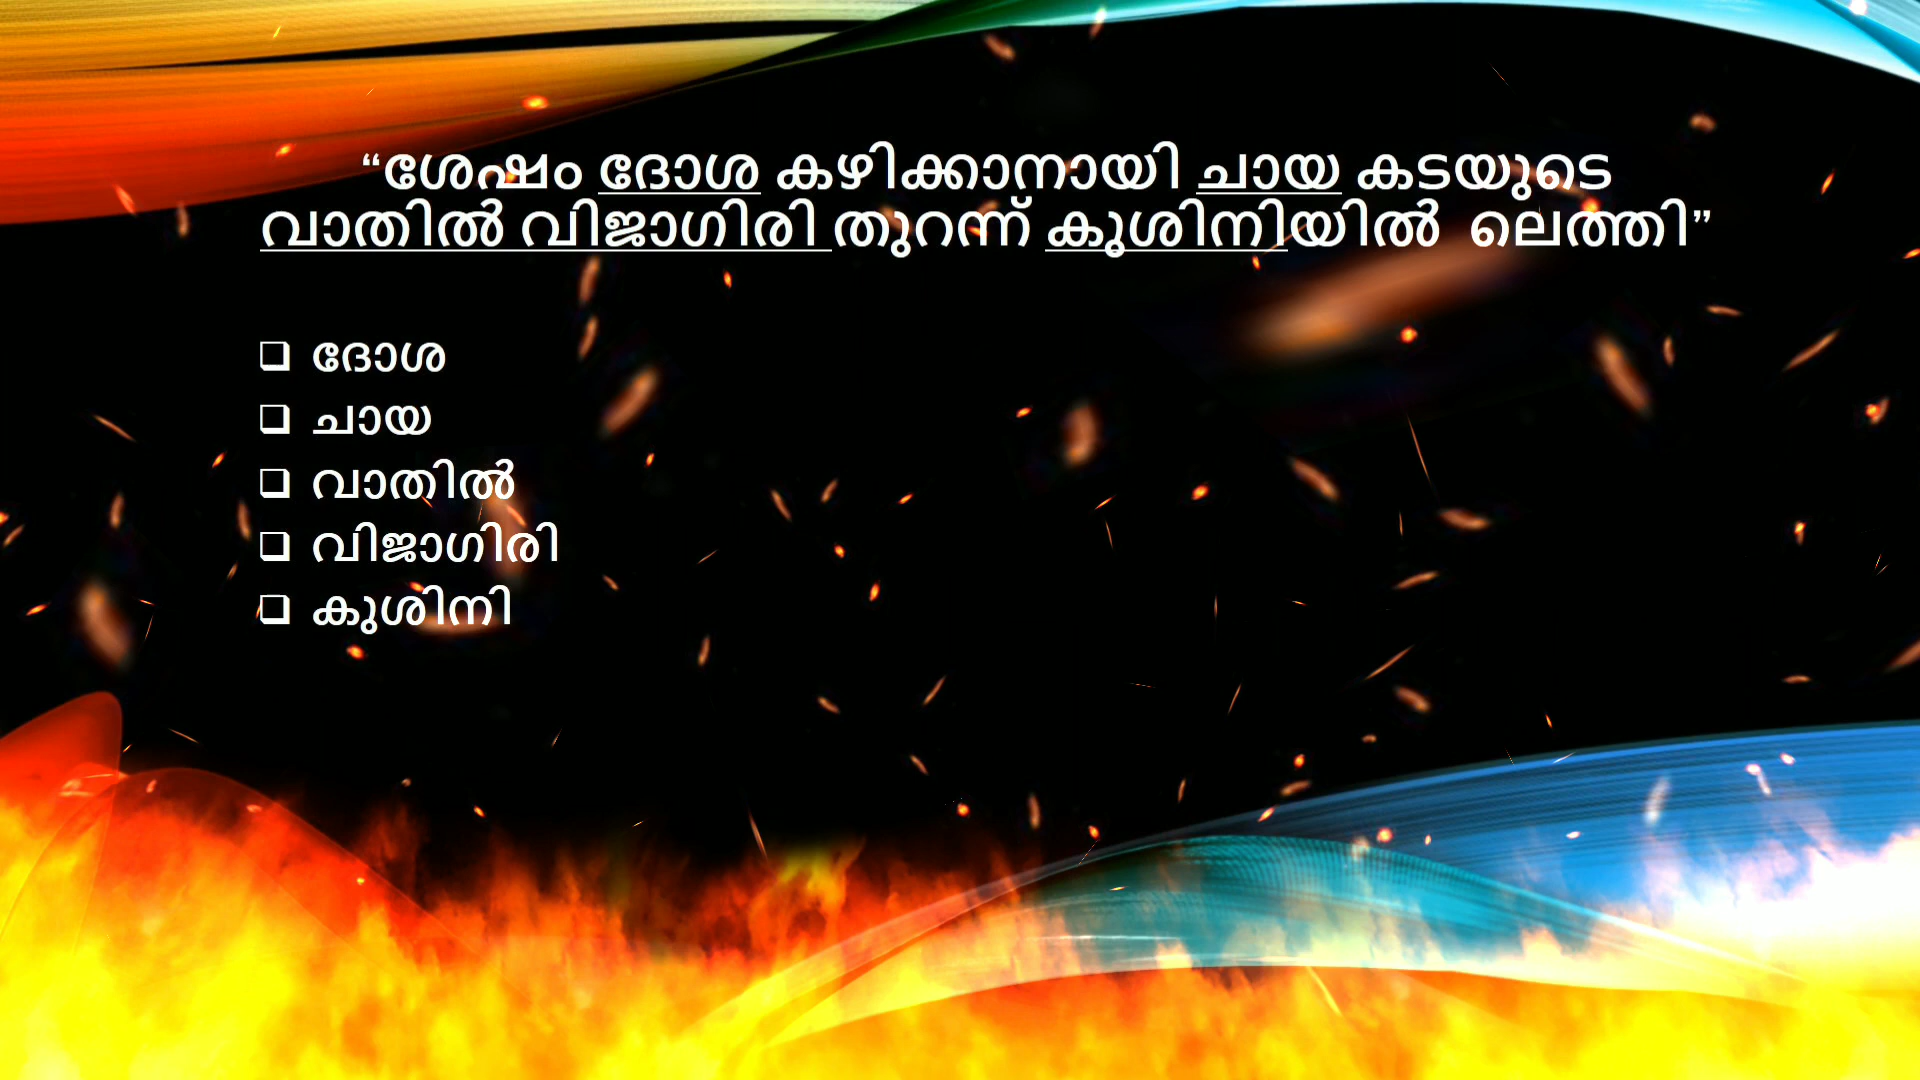 “ശേഷം ദോശ കഴിക്കാനായി ചായ കടയുടെ
വാതിൽ വിജാഗിരി തുറന്ന് കുശിനിയിൽ ലെത്തി”
ദോശ
ചായ
വാതിൽ
വിജാഗിരി
കുശിനി